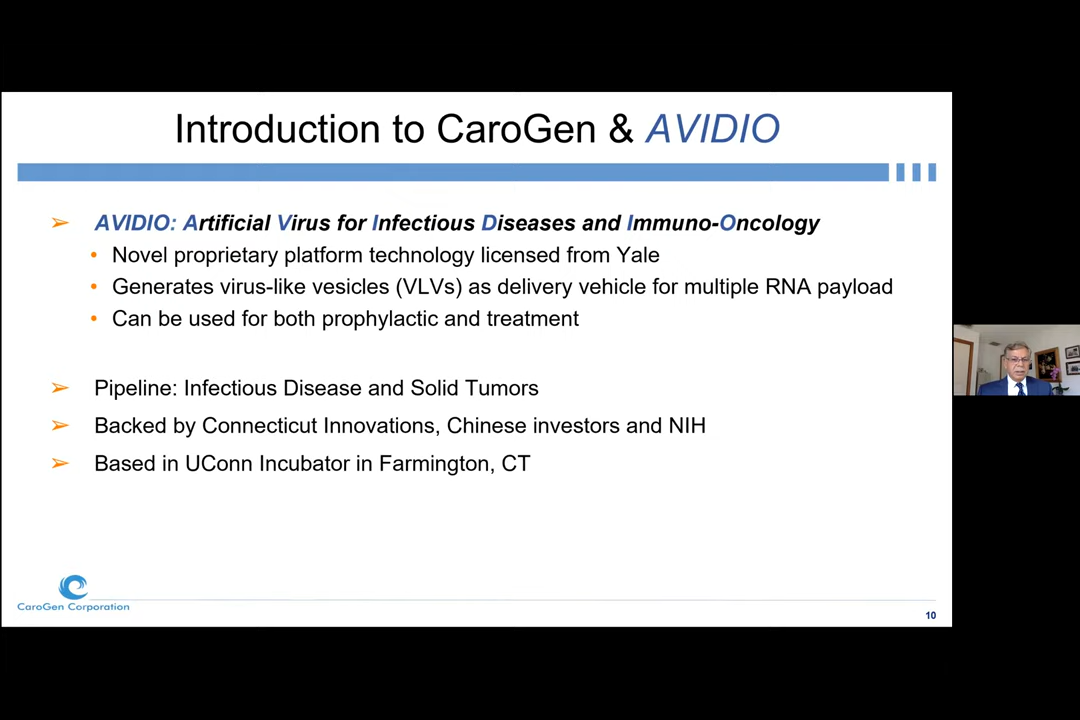 Introduction to CaroGen & AVIDIO
➢ AVIDIO: Artificial Virus for Infectious Diseases and Immuno-Oncology
• Novel proprietary platform technology licensed from Yale
• Generates virus-like vesicles (VLVs) as delivery vehicle for multiple RNA payload
• Can be used for both prophylactic and treatment
➢ Pipeline: Infectious Disease and Solid Tumors
➢ Backed by Connecticut Innovations, Chinese investors and NIH
➢ Based in UConn Incubator in Farmington, CT
CaroGen Corporation
10